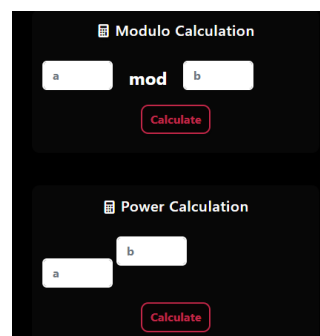 Modulo Calculation
a mod b
Calculate
Power Calculation
b
a
Calculate